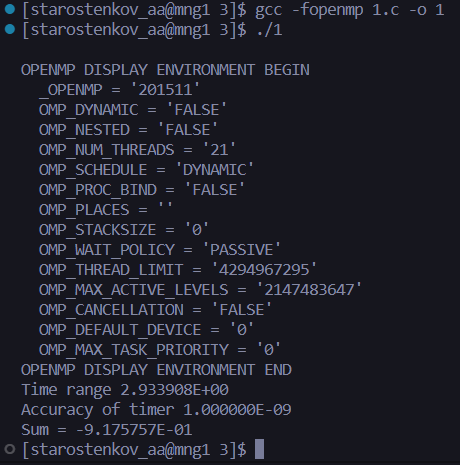 [starostenkov_aa@mng1 3]$ gcc -fopenmp 1.c -o 1
[starostenkov_aa@mng1 3]$ ./1
OPENMP DISPLAY ENVIRONMENT BEGIN
_OPENMP = '201511'
OMP_DYNAMIC = 'FALSE'
OMP_NESTED = 'FALSE'
OMP_NUM_THREADS = '21'
OMP_SCHEDULE = 'DYNAMIC'
OMP_PROC_BIND = 'FALSE'
OMP_PLACES = ''
OMP_STACKSIZE = '0'
OMP_WAIT_POLICY = 'PASSIVE'
OMP_THREAD_LIMIT = '4294967295'
OMP_MAX_ACTIVE_LEVELS = '2147483647'
OMP_CANCELLATION = 'FALSE'
OMP_DEFAULT_DEVICE = '0'
OMP_MAX_TASK_PRIORITY = '0'
OPENMP DISPLAY ENVIRONMENT END
Time range 2.933908E+00
Accuracy of timer 1.000000E-09
Sum = -9.175757E-01
[starostenkov_aa@mng1 3]$